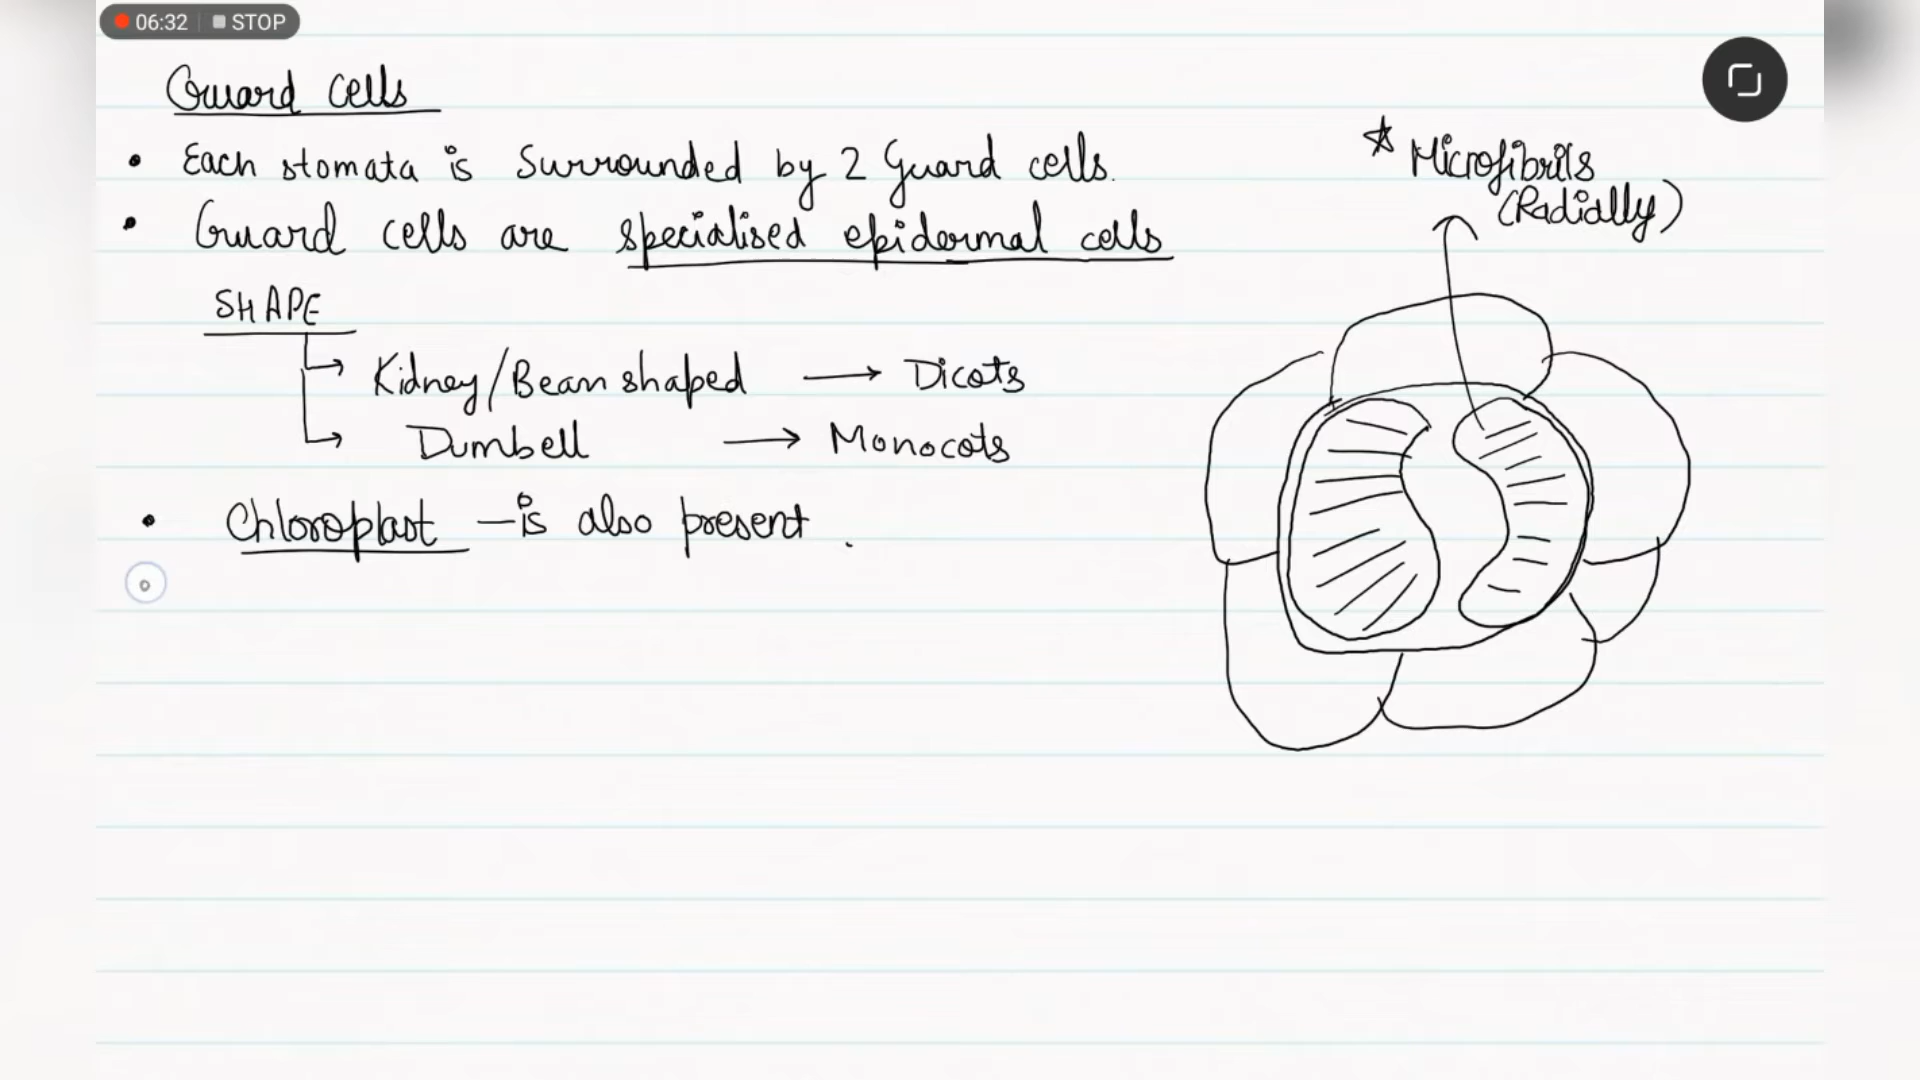 06:32 STOP
Guard cells
• Each stomata is Surrounded by 2 Guard cells.
• Guard cells are specialised epidermal cells
SHAPE
Kidney/Bean shaped → Dicots
Dumbell → Monocots
• Chloroplast - is also present.
☆ Microfibrils
(Radially)